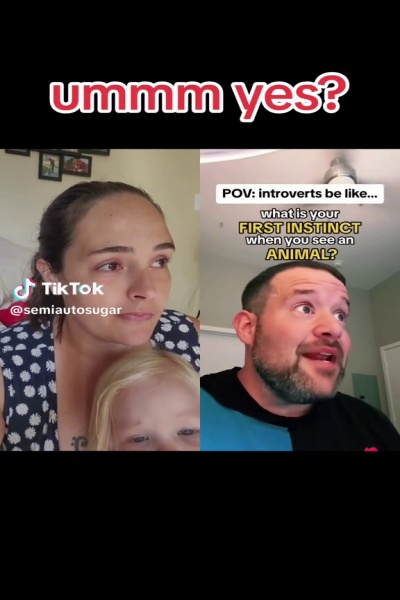 ummm yes?
POV: introverts be like...
what is your
FIRST INSTINCT
when you see an
ANIMAL?
TikTok
@semiautosugar